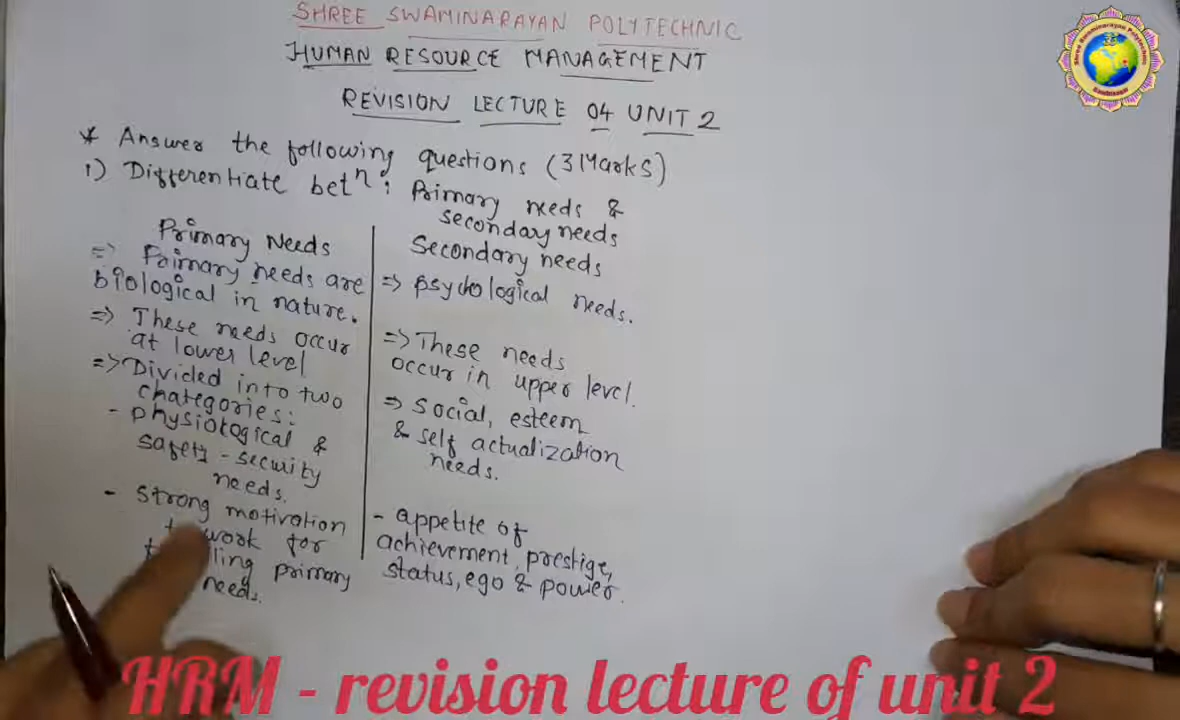 SHREE SWAMINARAYAN POLYTECHNIC
HUMAN RESOURCE MANAGEMENT
REVISION LECTURE 04 UNIT 2
* Answer the following questions (3 Marks)
1) Differentiate betⁿ : Primary needs &
secondary needs
Primary Needs
=> Primary needs are
biological in nature.
=> These needs occur
at lower level
=> Divided into two
chategories:
- physiological &
safety - security
needs.
- Strong motivation
work for
primary
needs.
Secondary needs
=> psychological needs.
=> These needs
occur in upper level.
=> social, esteem
& self actualization
needs.
- appetite of
achievement, prestige,
status, ego & power.
Shree Swaminarayan Polytechnic
HRM - revision lecture of unit 2